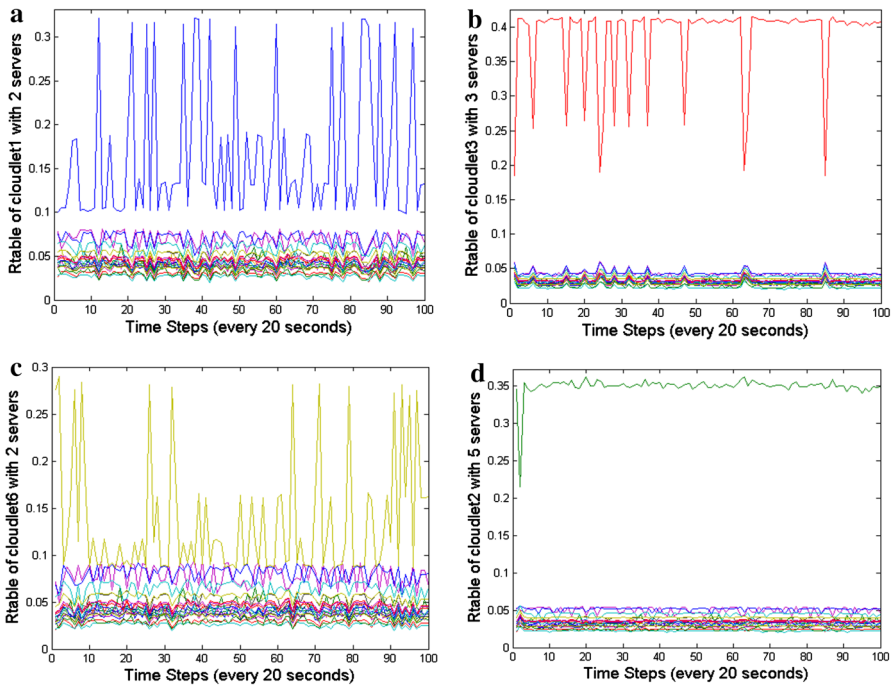 a
Rtable of cloudlet1 with 2 servers
0.3
0.25
0.2
0.15
0.1
0.05
0
0 10 20 30 40 50 60 70 80 90 100
Time Steps (every 20 seconds)
b
Rtable of cloudlet3 with 3 servers
0.4
0.35
0.3
0.25
0.2
0.15
0.1
0.05
0
0 10 20 30 40 50 60 70 80 90 100
Time Steps (every 20 seconds)
c
Rtable of cloudlet6 with 2 servers
0.3
0.25
0.2
0.15
0.1
0.05
0
0 10 20 30 40 50 60 70 80 90 100
Time Steps (every 20 seconds)
d
Rtable of cloudlet2 with 5 servers
0.35
0.3
0.25
0.2
0.15
0.1
0.05
0
0 10 20 30 40 50 60 70 80 90 100
Time Steps (every 20 seconds)